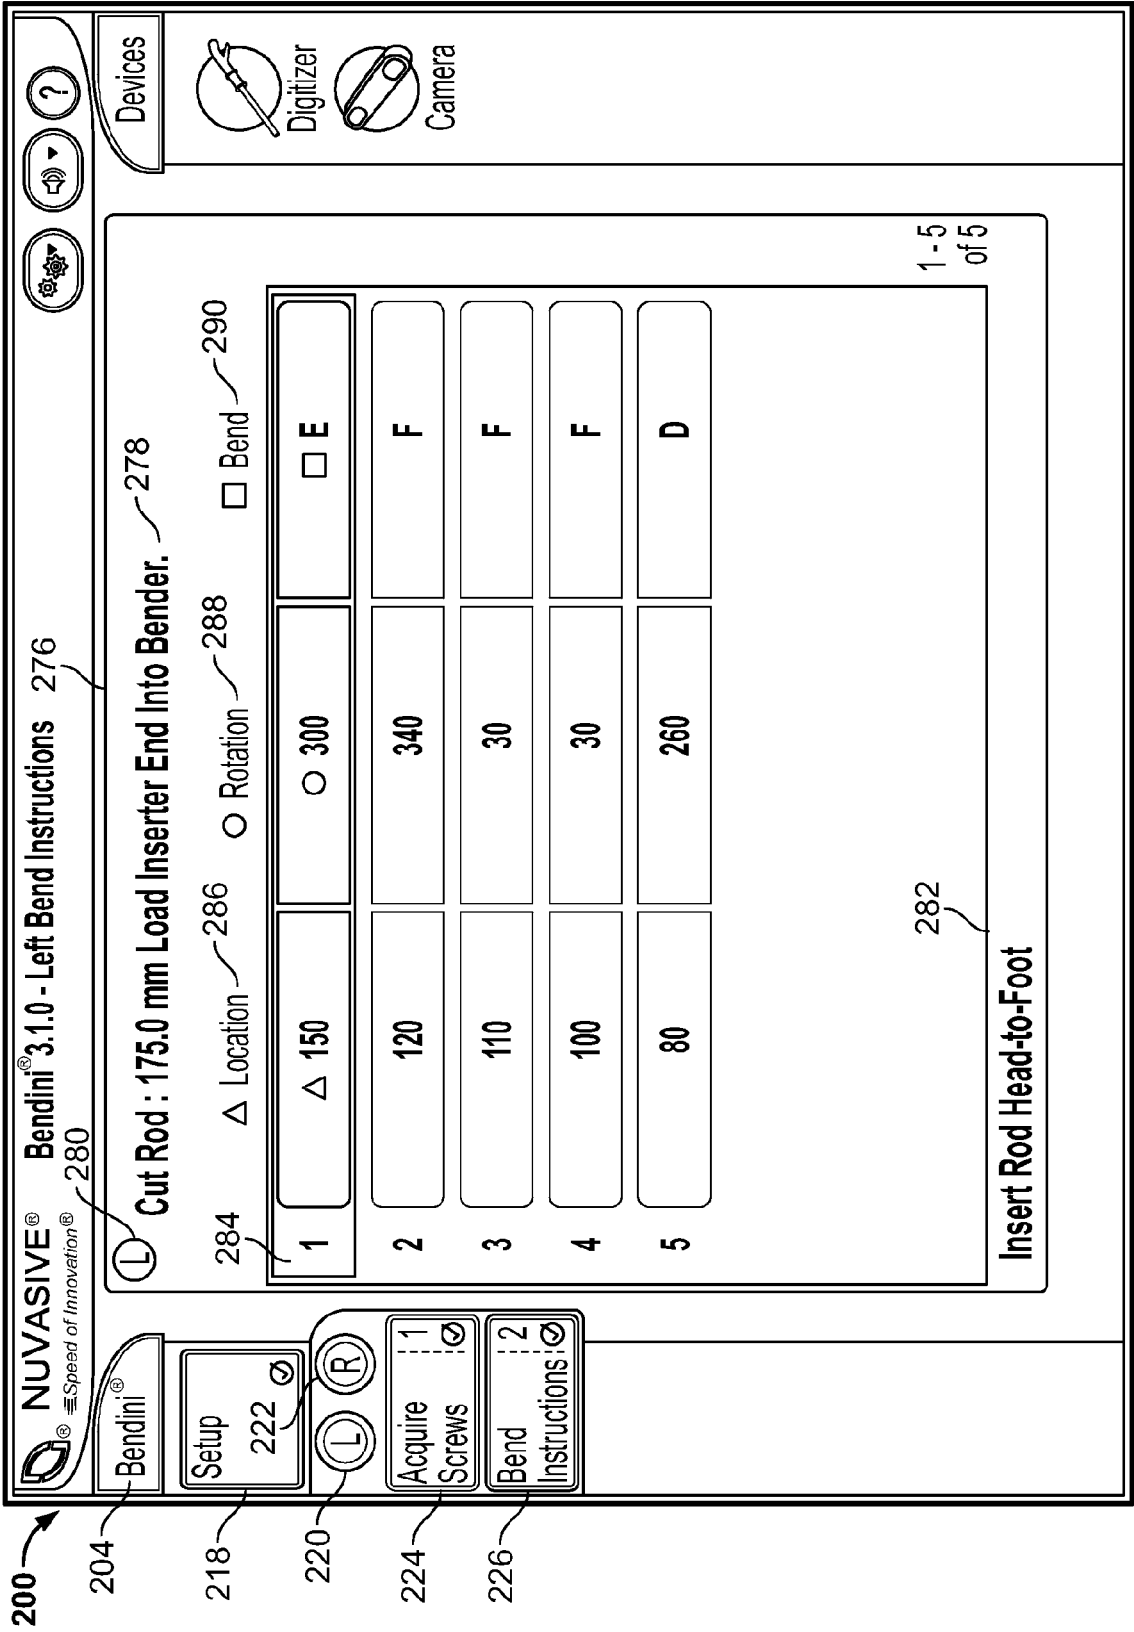 200
NUVASIVE®
Speed of Innovation®
®
Bendini® 3.1.0 - Left Bend Instructions
276
?
204
Bendini®
280
Devices
L
Cut Rod : 175.0 mm Load Inserter End Into Bender.
278
218
Setup
222
284
Location
286
Rotation
288
Bend
290
Digitizer
Camera
1
150
300
E
220
L
R
2
120
340
F
224
Acquire
Screws
1
3
110
30
F
226
Bend
Instructions
2
4
100
30
F
5
80
260
D
1 - 5
of 5
282
Insert Rod Head-to-Foot